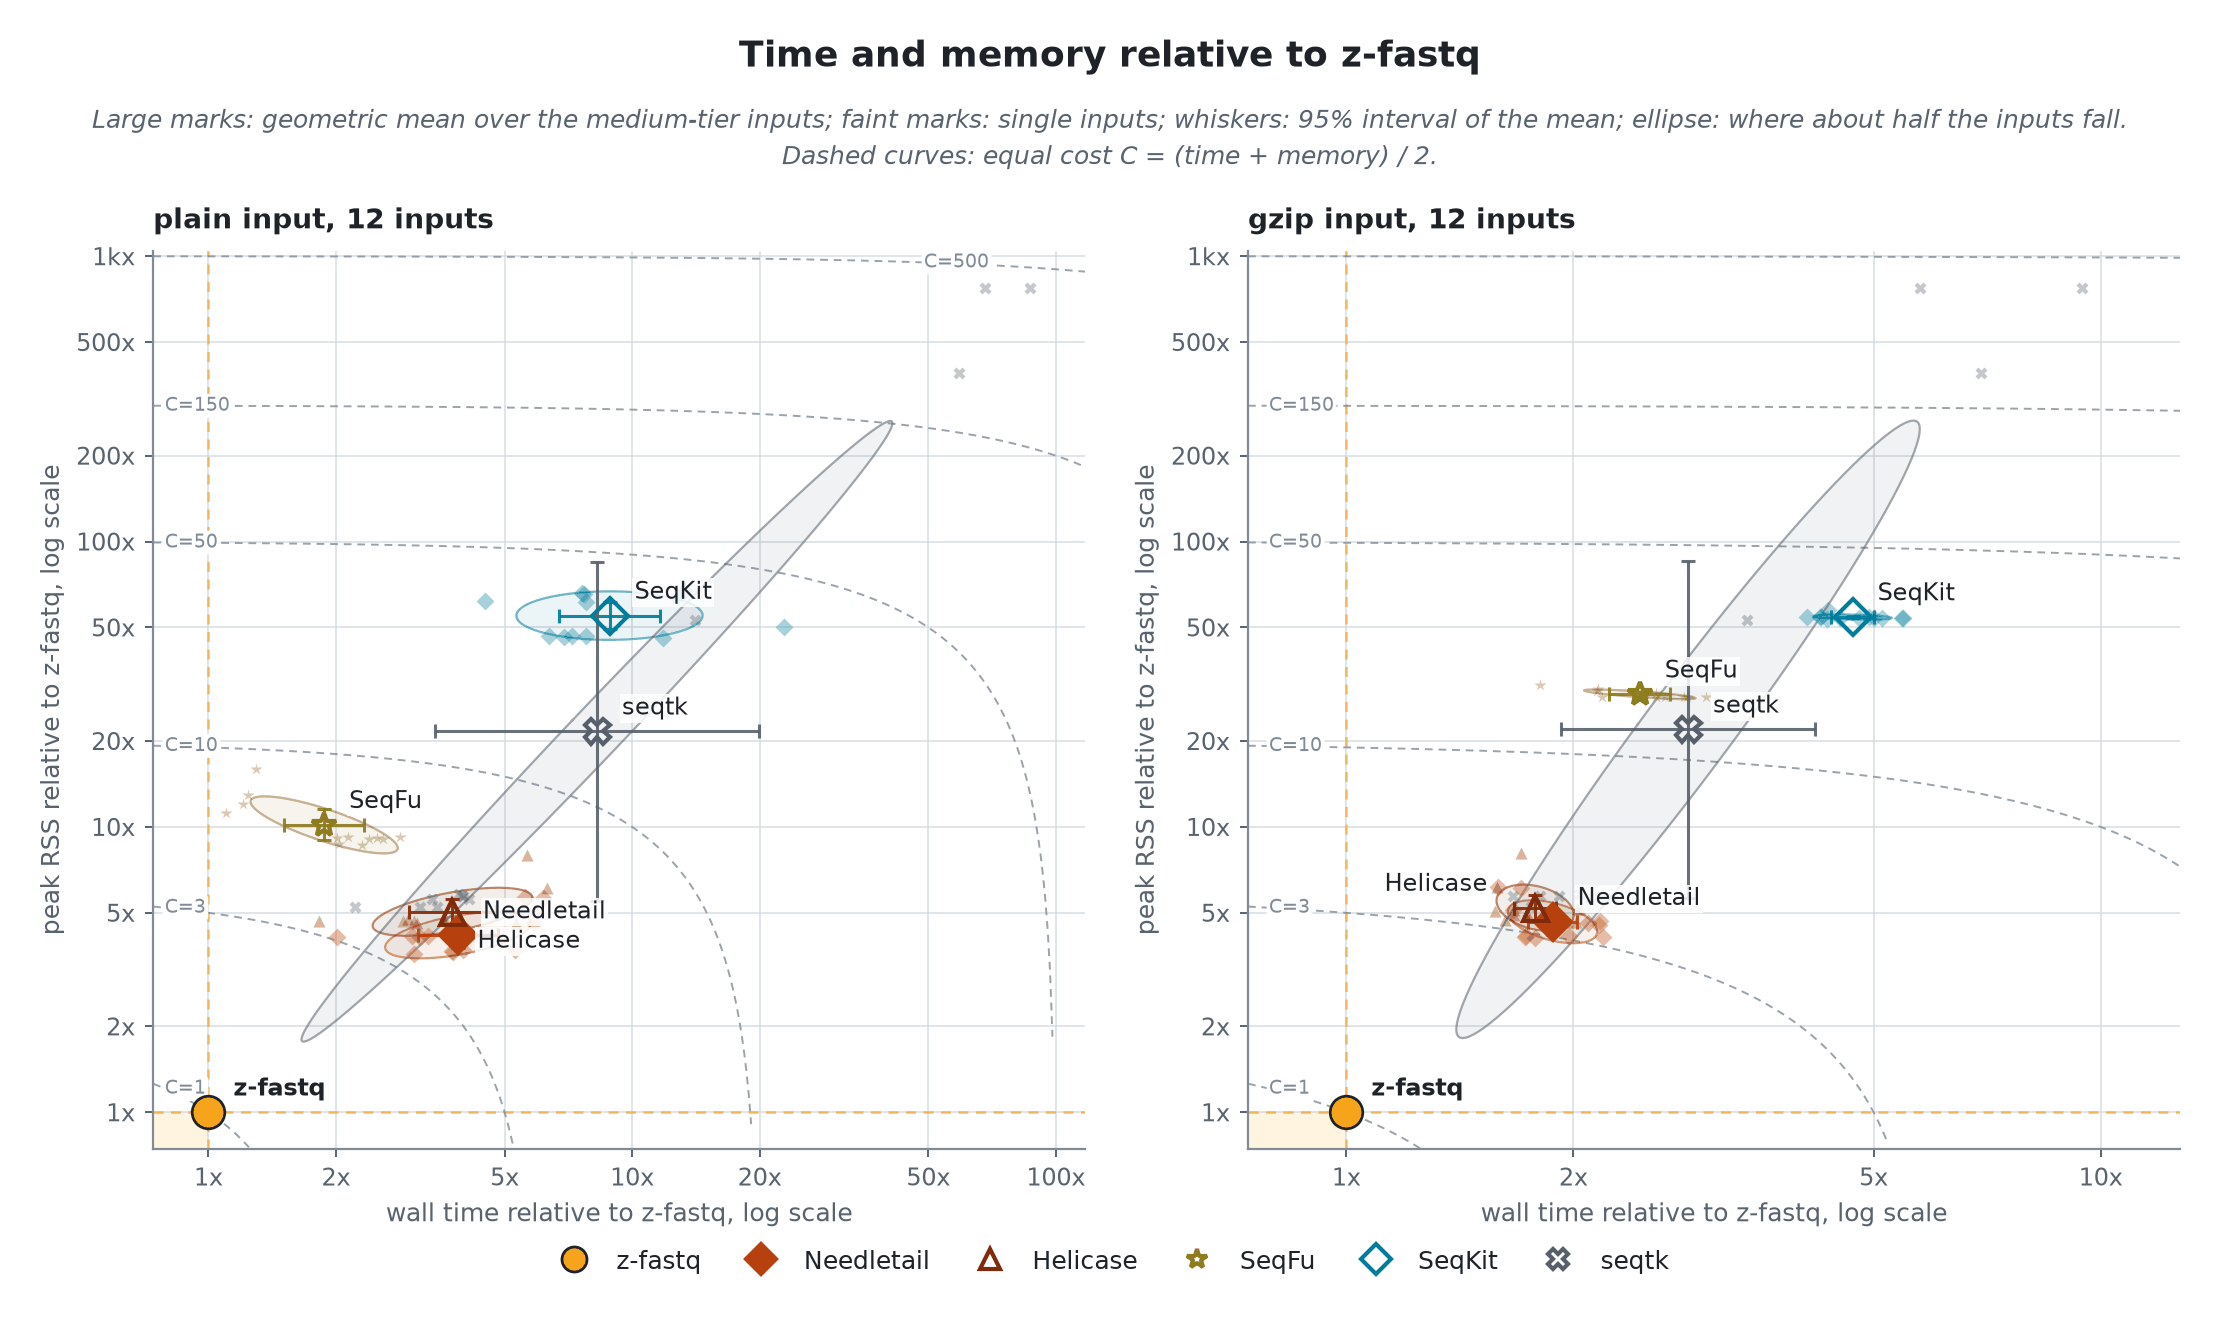 Time and memory relative to z-fastq
Large marks: geometric mean over the medium-tier inputs; faint marks: single inputs; whiskers: 95% interval of the mean; ellipse: where about half the inputs fall.
Dashed curves: equal cost C = (time + memory) / 2.
plain input, 12 inputs
peak RSS relative to z-fastq, log scale
1kx
500x
200x
100x
50x
20x
10x
5x
2x
1x
C=500
C=150
C=50
C=10
C=3
C=1
SeqKit
seqtk
SeqFu
Needletail
Helicase
z-fastq
1x
2x
5x
10x
20x
50x
100x
wall time relative to z-fastq, log scale
gzip input, 12 inputs
peak RSS relative to z-fastq, log scale
1kx
500x
200x
100x
50x
20x
10x
5x
2x
1x
C=150
C=50
C=10
C=3
C=1
SeqKit
SeqFu
seqtk
Helicase
Needletail
z-fastq
1x
2x
5x
10x
wall time relative to z-fastq, log scale
z-fastq
Needletail
Helicase
SeqFu
SeqKit
seqtk